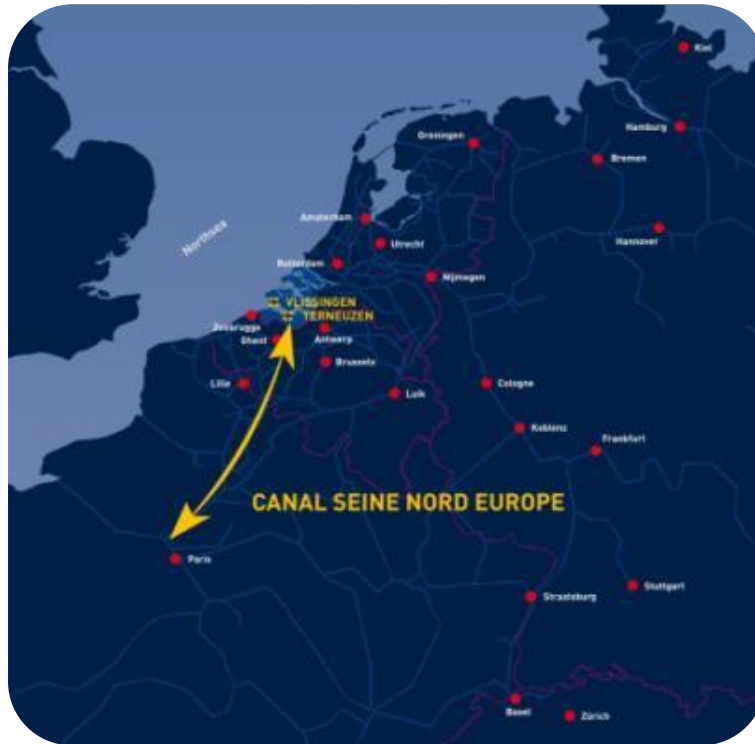 Kiel
Hamburg
Groningen
Bremen
Amsterdam
Northsea
Utrecht
Hannover
Rotterdam
Nijmegen
VLISSINGEN
TERNEUZEN
Zeebrugge
Ghent
Antwerp
Brussels
Lille
Luik
Cologne
Koblenz
Frankfurt
CANAL SEINE NORD EUROPE
Paris
Stuttgart
Straatsburg
Basel
Zürich